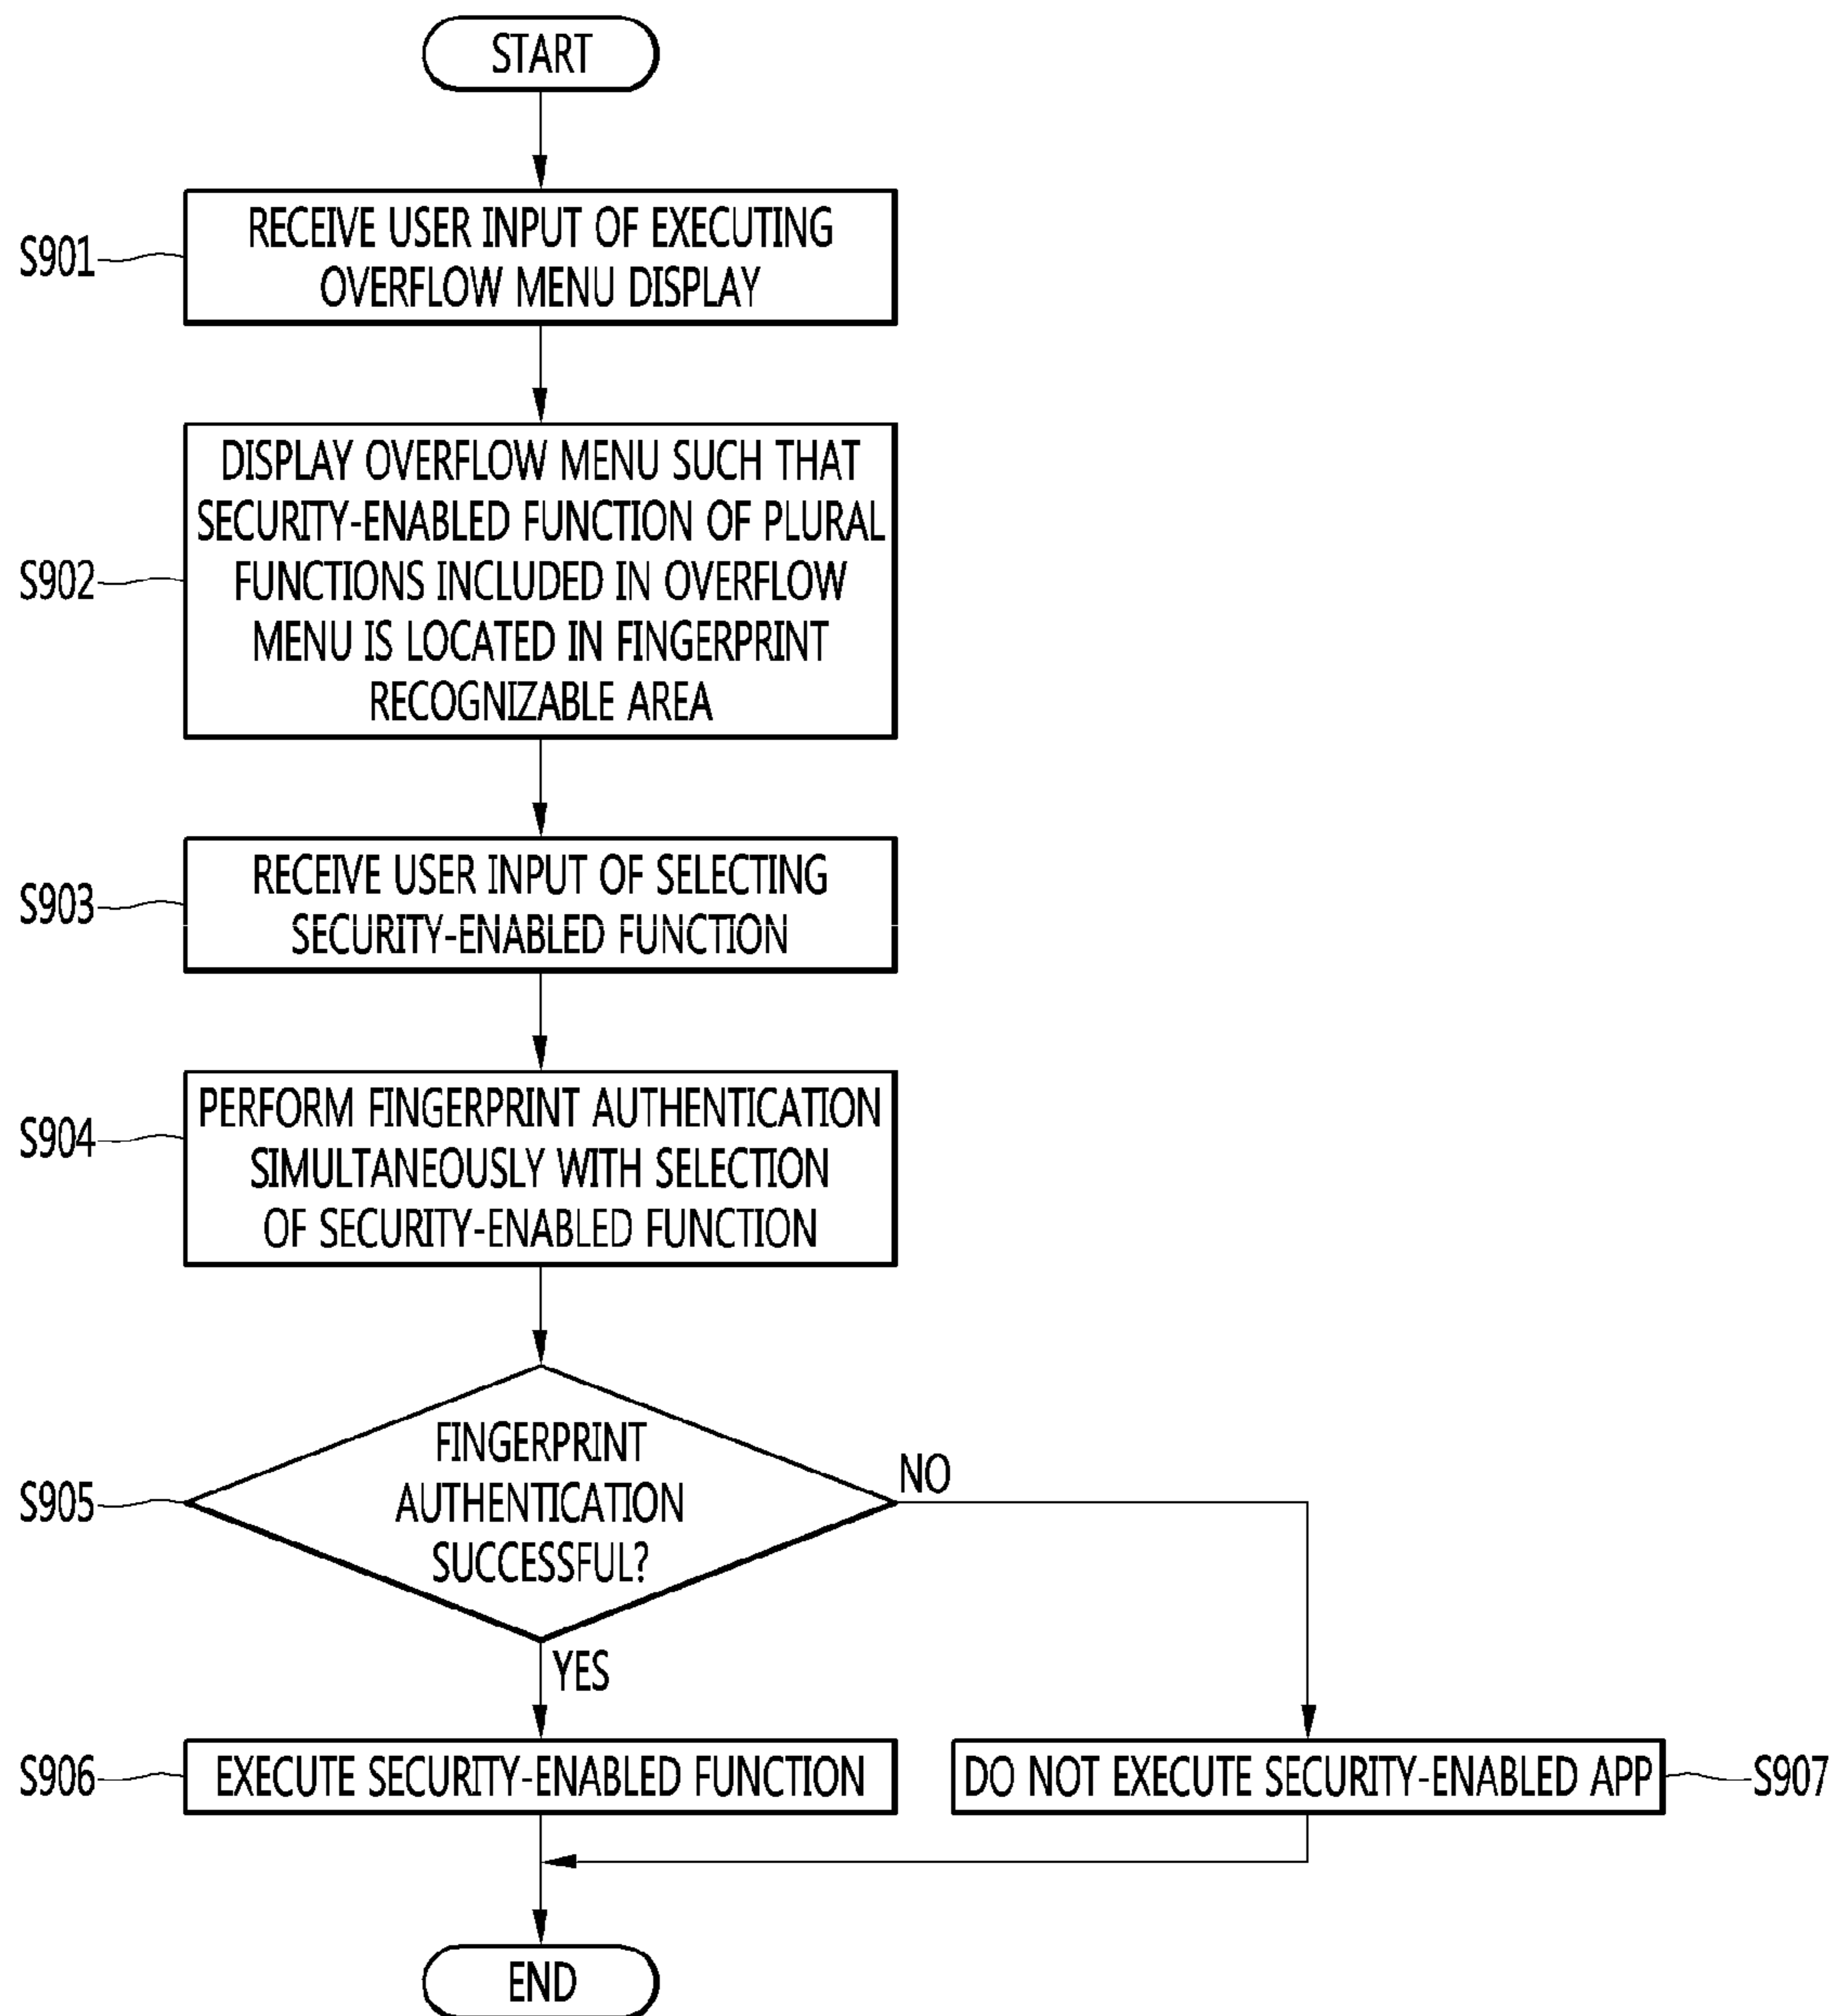 START
S901
RECEIVE USER INPUT OF EXECUTING
OVERFLOW MENU DISPLAY
S902
DISPLAY OVERFLOW MENU SUCH THAT
SECURITY-ENABLED FUNCTION OF PLURAL
FUNCTIONS INCLUDED IN OVERFLOW
MENU IS LOCATED IN FINGERPRINT
RECOGNIZABLE AREA
S903
RECEIVE USER INPUT OF SELECTING
SECURITY-ENABLED FUNCTION
S904
PERFORM FINGERPRINT AUTHENTICATION
SIMULTANEOUSLY WITH SELECTION
OF SECURITY-ENABLED FUNCTION
S905
FINGERPRINT
AUTHENTICATION
SUCCESSFUL?
NO
YES
S906
EXECUTE SECURITY-ENABLED FUNCTION
DO NOT EXECUTE SECURITY-ENABLED APP
S907
END